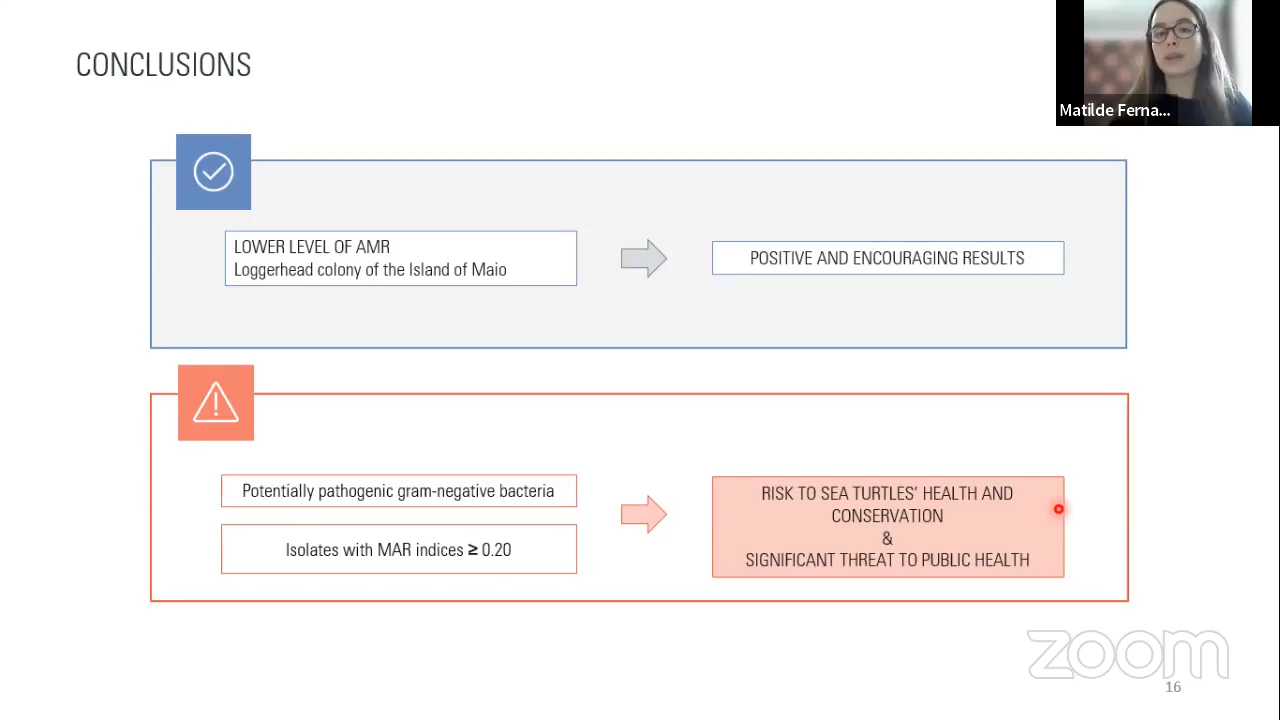 CONCLUSIONS
Matilde Ferna...
LOWER LEVEL OF AMR
Loggerhead colony of the Island of Maio
POSITIVE AND ENCOURAGING RESULTS
Potentially pathogenic gram-negative bacteria
Isolates with MAR indices ≥ 0.20
RISK TO SEA TURTLES’ HEALTH AND
CONSERVATION
&
SIGNIFICANT THREAT TO PUBLIC HEALTH
zoom
16